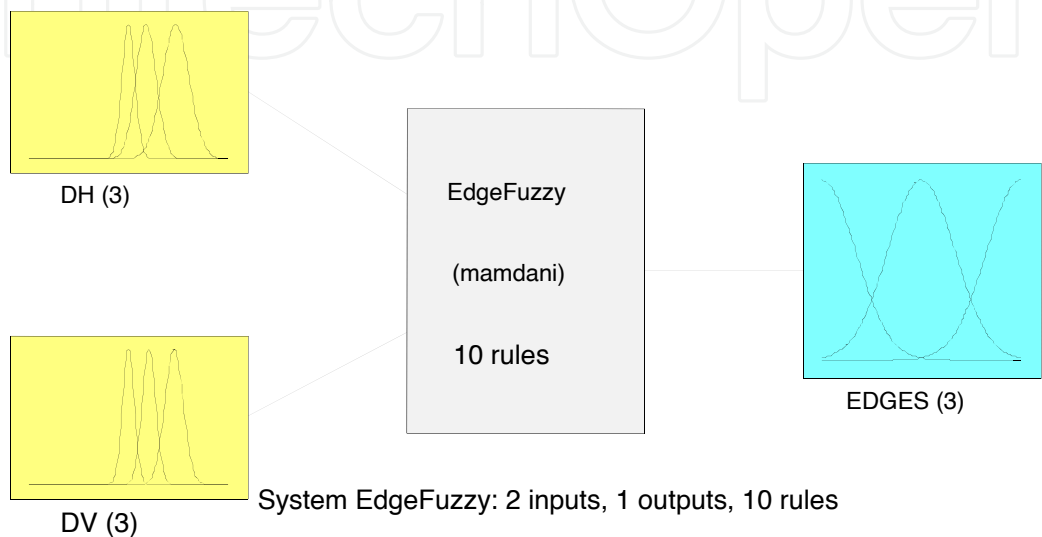 DH (3)
EdgeFuzzy
(mamdani)
10 rules
EDGES (3)
DV (3)
System EdgeFuzzy: 2 inputs, 1 outputs, 10 rules